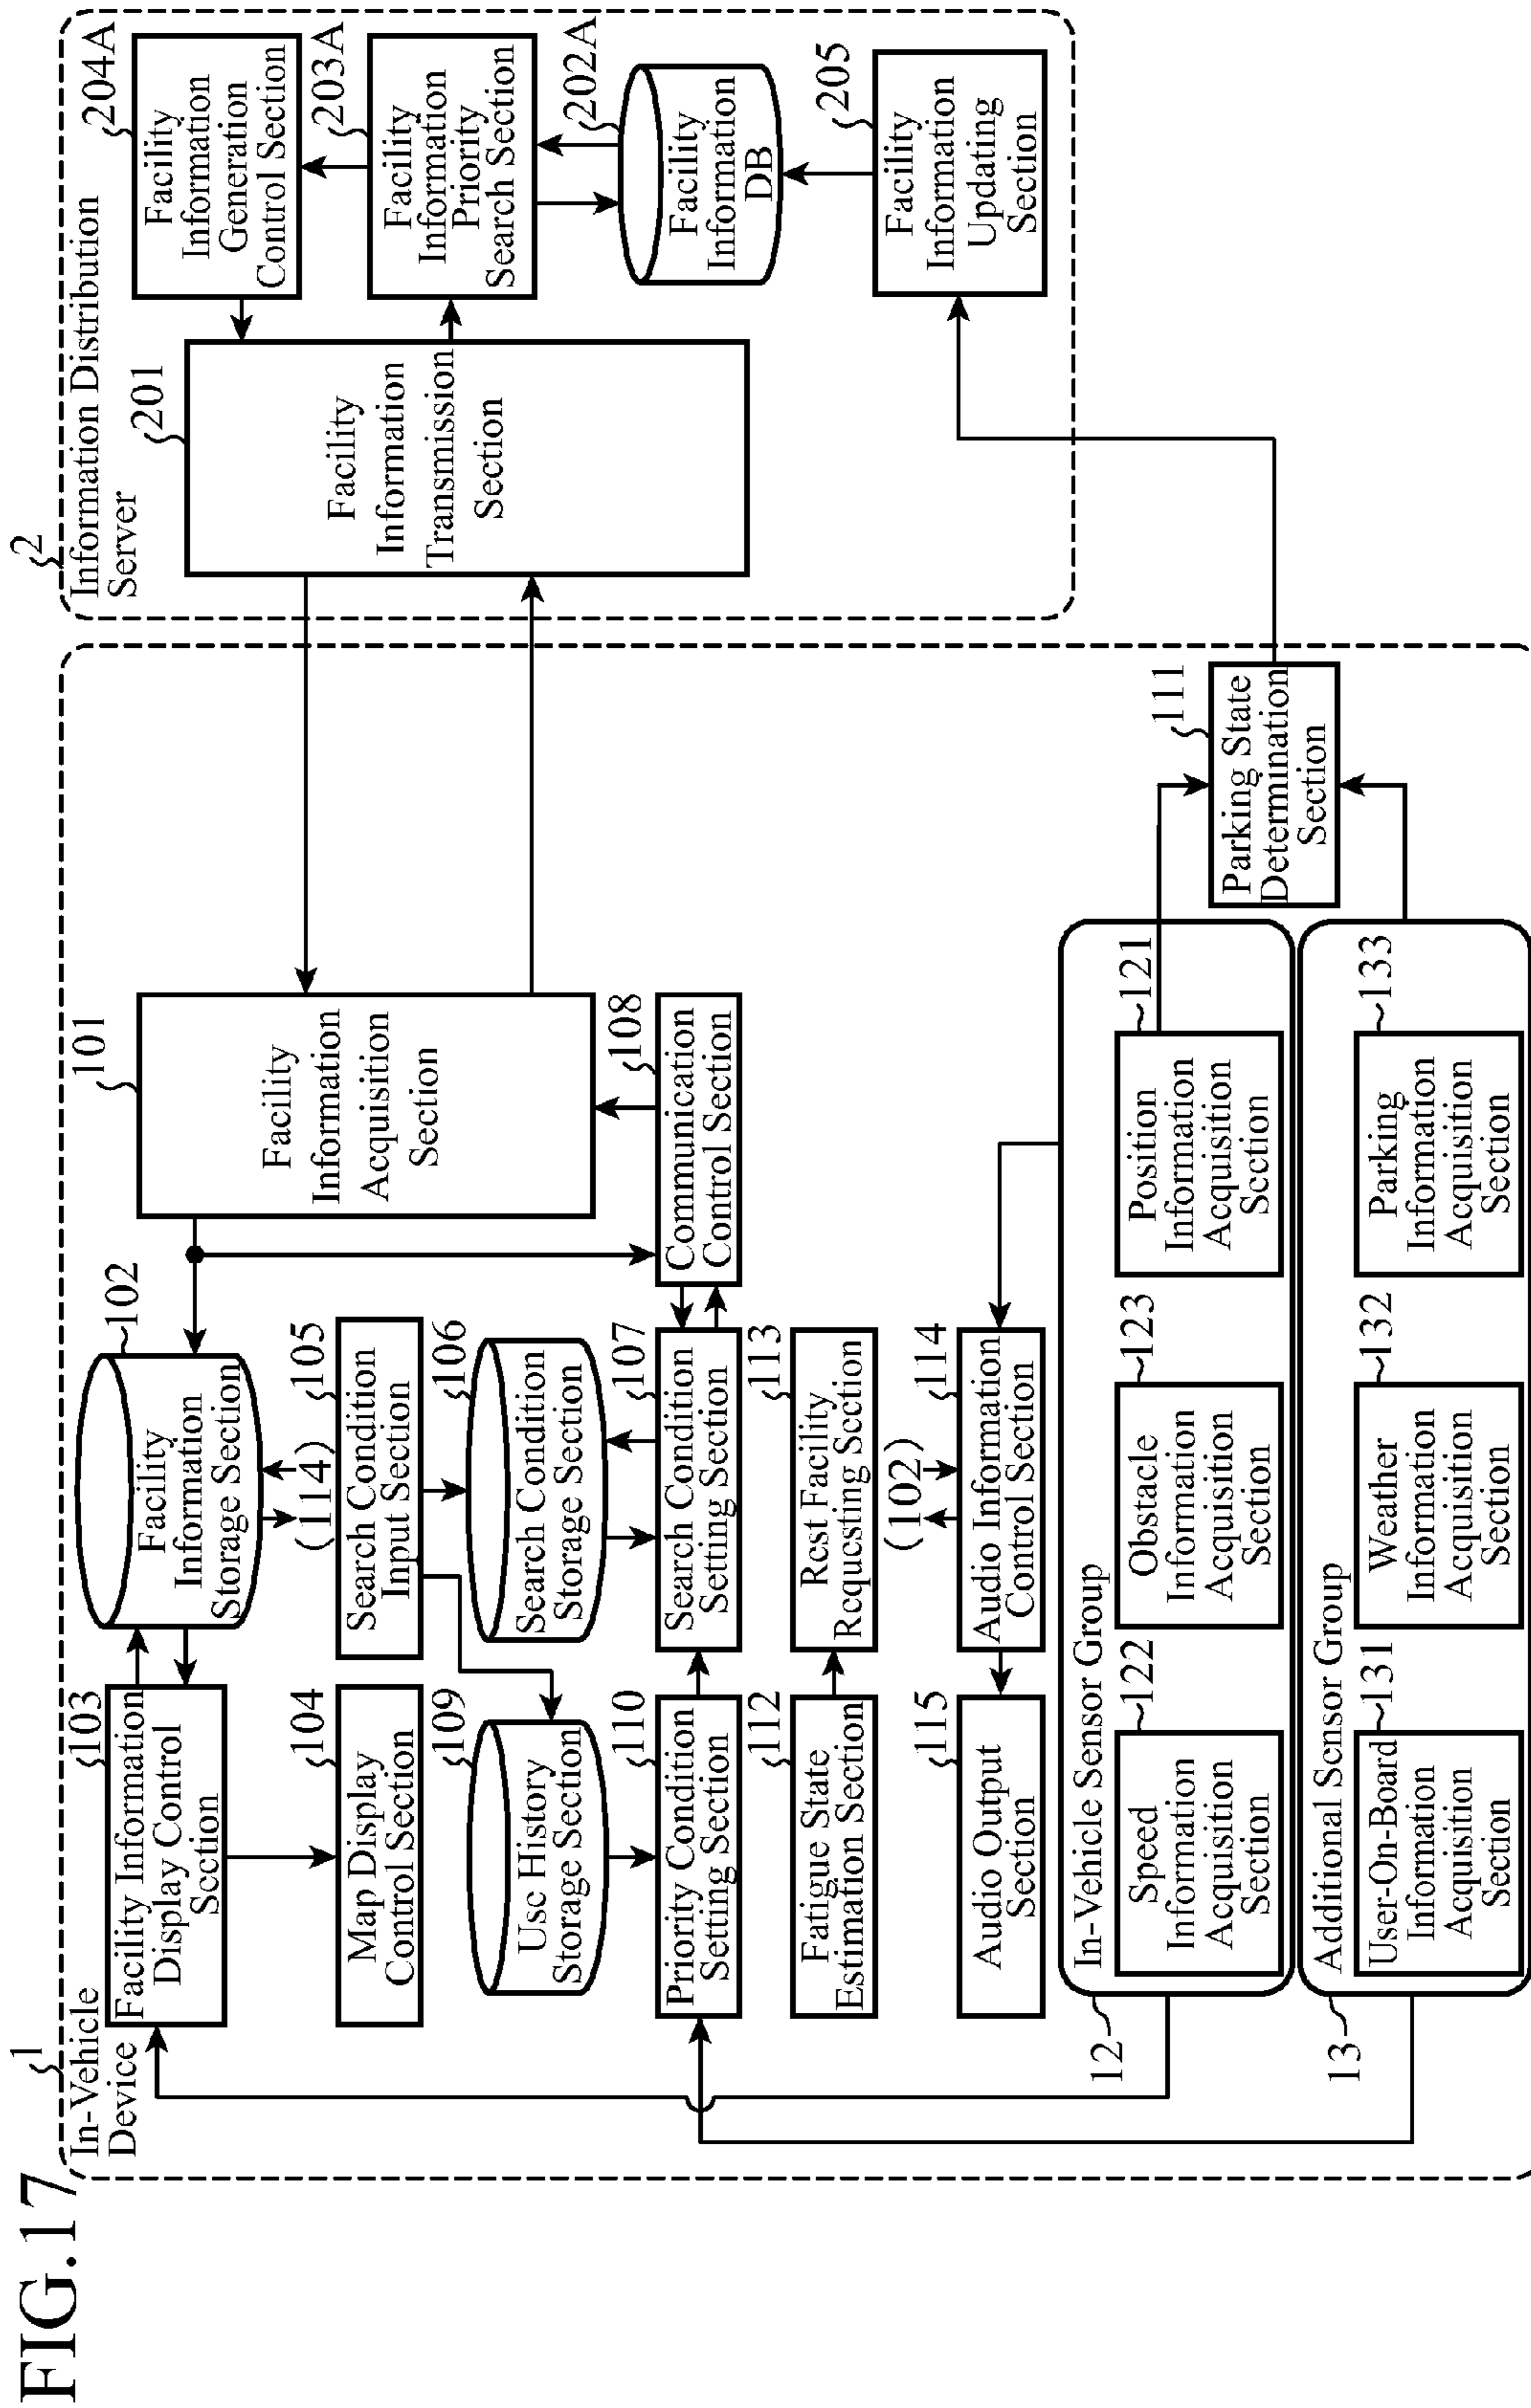 FIG.17
1
In-Vehicle
Device
103
Facility Information
Display Control
Section
102
Facility
Information
Storage Section
(114)
101
Facility
Information
Acquisition
Section
104
Map Display
Control Section
105
Search Condition
Input Section
109
Use History
Storage Section
106
Search Condition
Storage Section
110
Priority Condition
Setting Section
107
Search Condition
Setting Section
108
Communication
Control Section
112
Fatigue State
Estimation Section
113
Rest Facility
Requesting Section
(102)
115
Audio Output
Section
114
Audio Information
Control Section
12
In-Vehicle Sensor Group
122
Speed
Information
Acquisition
Section
123
Obstacle
Information
Acquisition
Section
121
Position
Information
Acquisition
Section
13
Additional Sensor Group
131
User-On-Board
Information
Acquisition
Section
132
Weather
Information
Acquisition
Section
133
Parking
Information
Acquisition
Section
111
Parking State
Determination
Section
2
Information Distribution
Server
201
Facility
Information
Transmission
Section
204A
Facility
Information
Generation
Control Section
203A
Facility
Information
Priority
Search Section
202A
Facility
Information
DB
205
Facility
Information
Updating
Section